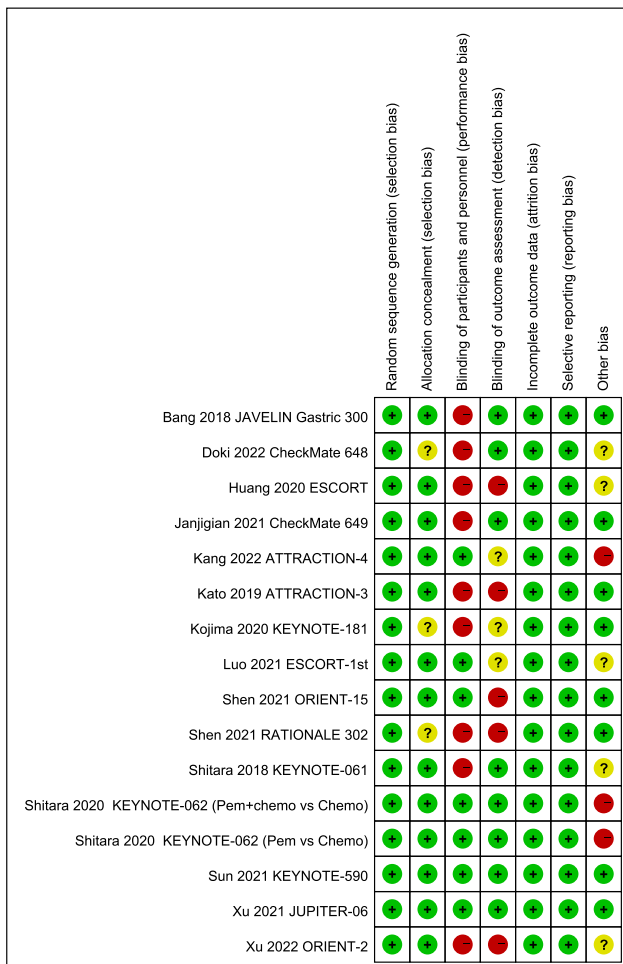 Random sequence generation (selection bias)
Allocation concealment (selection bias)
Blinding of participants and personnel (performance bias)
Blinding of outcome assessment (detection bias)
Incomplete outcome data (attrition bias)
Selective reporting (reporting bias)
Other bias
Bang 2018 JAVELIN Gastric 300 + + - + + + +
Doki 2022 CheckMate 648 + ? - + + + ?
Huang 2020 ESCORT + + - - + + ?
Janjigian 2021 CheckMate 649 + + - + + + +
Kang 2022 ATTRACTION-4 + + + ? + + -
Kato 2019 ATTRACTION-3 + + - - + + +
Kojima 2020 KEYNOTE-181 + ? - ? + + +
Luo 2021 ESCORT-1st + + + ? + + ?
Shen 2021 ORIENT-15 + + + - + + +
Shen 2021 RATIONALE 302 + ? - - + + +
Shitara 2018 KEYNOTE-061 + + - + + + ?
Shitara 2020  KEYNOTE-062 (Pem+chemo vs Chemo) + + + + + + -
Shitara 2020  KEYNOTE-062 (Pem vs Chemo) + + + + + + -
Sun 2021 KEYNOTE-590 + + + + + + +
Xu 2021 JUPITER-06 + + + + + + +
Xu 2022 ORIENT-2 + + - - + + ?